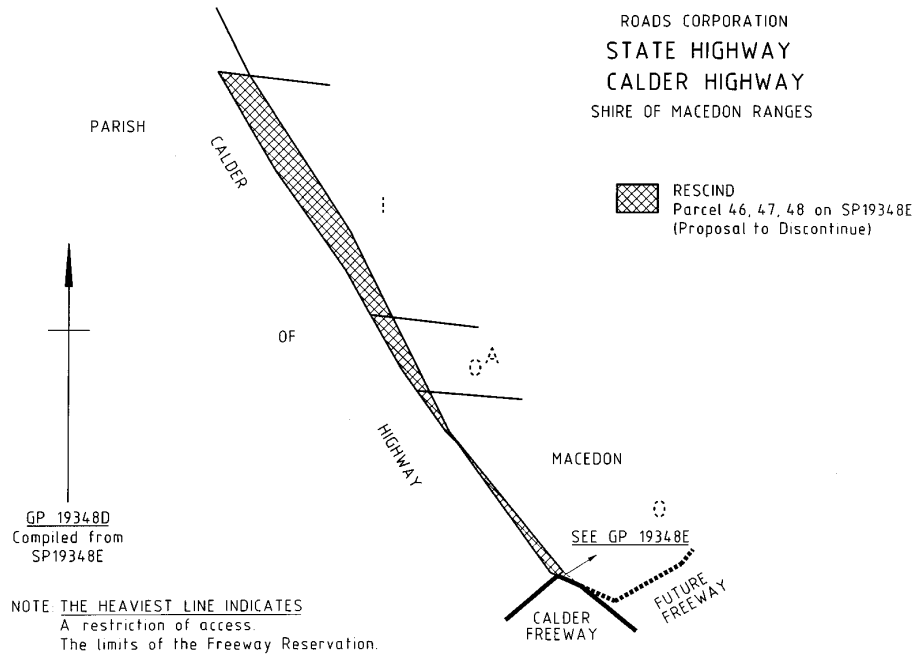 ROADS CORPORATION
STATE HIGHWAY
CALDER HIGHWAY
SHIRE OF MACEDON RANGES
PARISH
CALDER
RESCIND
Parcel 46, 47, 48 on SP19348E
(Proposal to Discontinue)
I
OF
O A
HIGHWAY
MACEDON
O
GP 19348D
Compiled from
SP19348E
SEE GP 19348E
FUTURE
FREEWAY
CALDER
FREEWAY
NOTE: THE HEAVIEST LINE INDICATES
A restriction of access.
The limits of the Freeway Reservation.